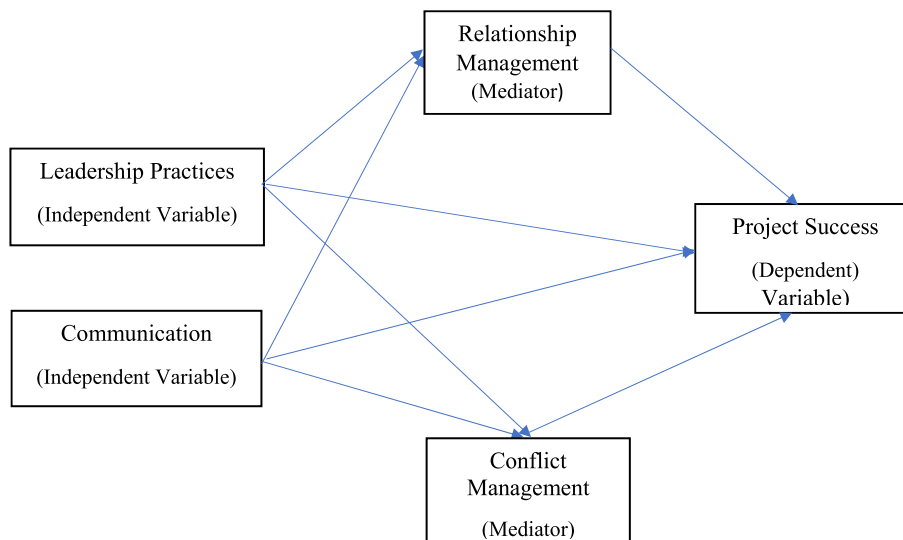 Relationship
Management
(Mediator)
Leadership Practices
(Independent Variable)
Project Success
(Dependent)
Variable)
Communication
(Independent Variable)
Conflict
Management
(Mediator)